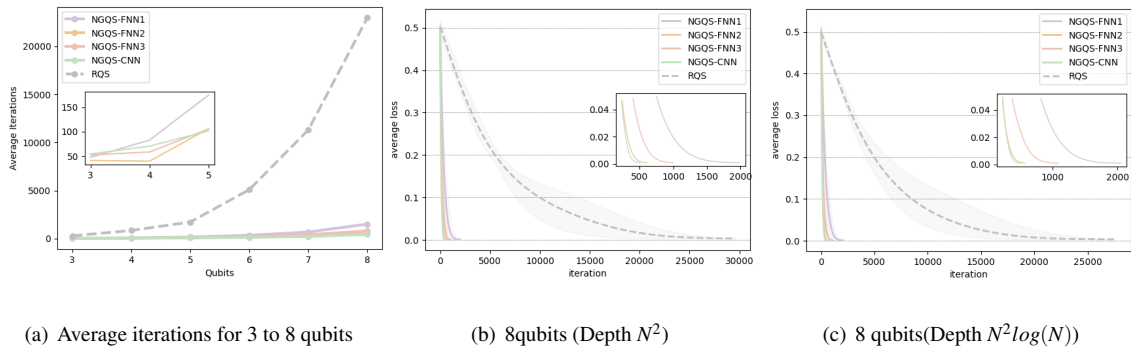 20000
15000
10000
5000
0
Average Iterations
NGQS-FNN1
NGQS-FNN2
NGQS-FNN3
NGQS-CNN
RQS
150
100
50
3 4 5
3 4 5 6 7 8
Qubits
0.5
0.4
0.3
0.2
0.1
0.0
average loss
NGQS-FNN1
NGQS-FNN2
NGQS-FNN3
NGQS-CNN
RQS
0.04
0.02
0.00
500 1000 1500 2000
0 5000 10000 15000 20000 25000 30000
iteration
0.5
0.4
0.3
0.2
0.1
0.0
average loss
NGQS-FNN1
NGQS-FNN2
NGQS-FNN3
NGQS-CNN
RQS
0.04
0.02
0.00
1000 2000
0 5000 10000 15000 20000 25000
iteration
(a) Average iterations for 3 to 8 qubits
(b) 8qubits (Depth N²)
(c) 8 qubits(Depth N²log(N))